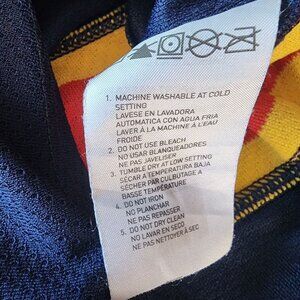 1. MACHINE WASHABLE AT COLD
SETTING
LAVESE EN LAVADORA
AUTOMATICA CON AGUA FRIA
LAVER À LA MACHINE À L'EAU
FROIDE
2. DO NOT USE BLEACH
NO USAR BLANQUEADORES
NE PAS JAVELISER
3. TUMBLE DRY AT LOW SETTING
SECAR A TEMPERATURA BAJA
SÉCHER PAR CULBUTAGE A
BASSE TEMPÉRATURE
4. DO NOT IRON
NO PLANCHAR
NE PAS REPASSER
5. DO NOT DRY CLEAN
NO LAVAR EN SECO
NE PAS NETTOYER À SEC